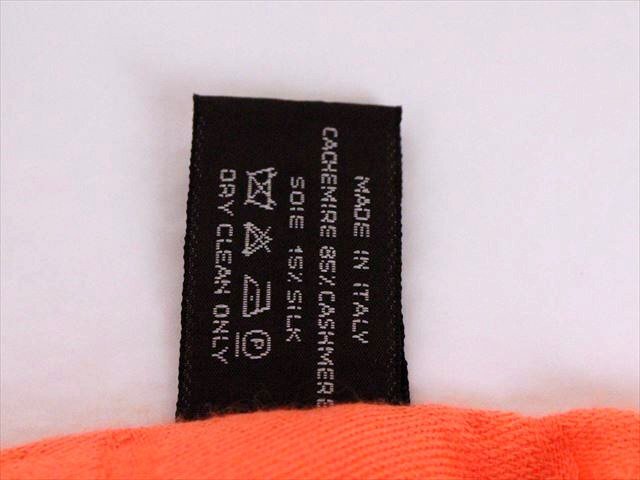 MADE IN ITALY
CACHEMIRE 85% CASHMERE
SOIE 15% SILK
P
DRY CLEAN ONLY